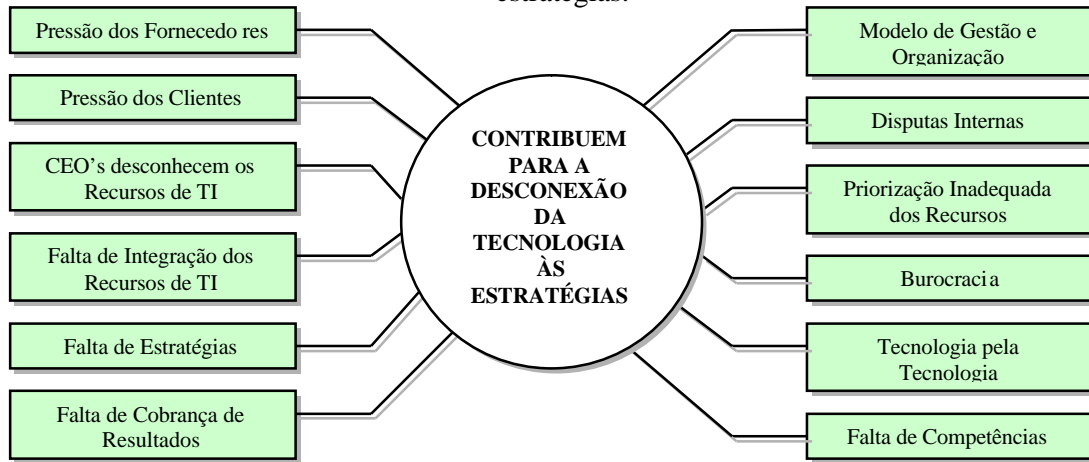 estratégias.
Pressão dos Fornecedo res
Pressão dos Clientes
CEO’s desconhecem os
Recursos de TI
Falta de Integração dos
Recursos de TI
Falta de Estratégias
Falta de Cobrança de
Resultados
CONTRIBUEM
PARA A
DESCONEXÃO
DA
TECNOLOGIA
ÀS
ESTRATÉGIAS
Modelo de Gestão e
Organização
Disputas Internas
Priorização Inadequada
dos Recursos
Burocracia
Tecnologia pela
Tecnologia
Falta de Competências